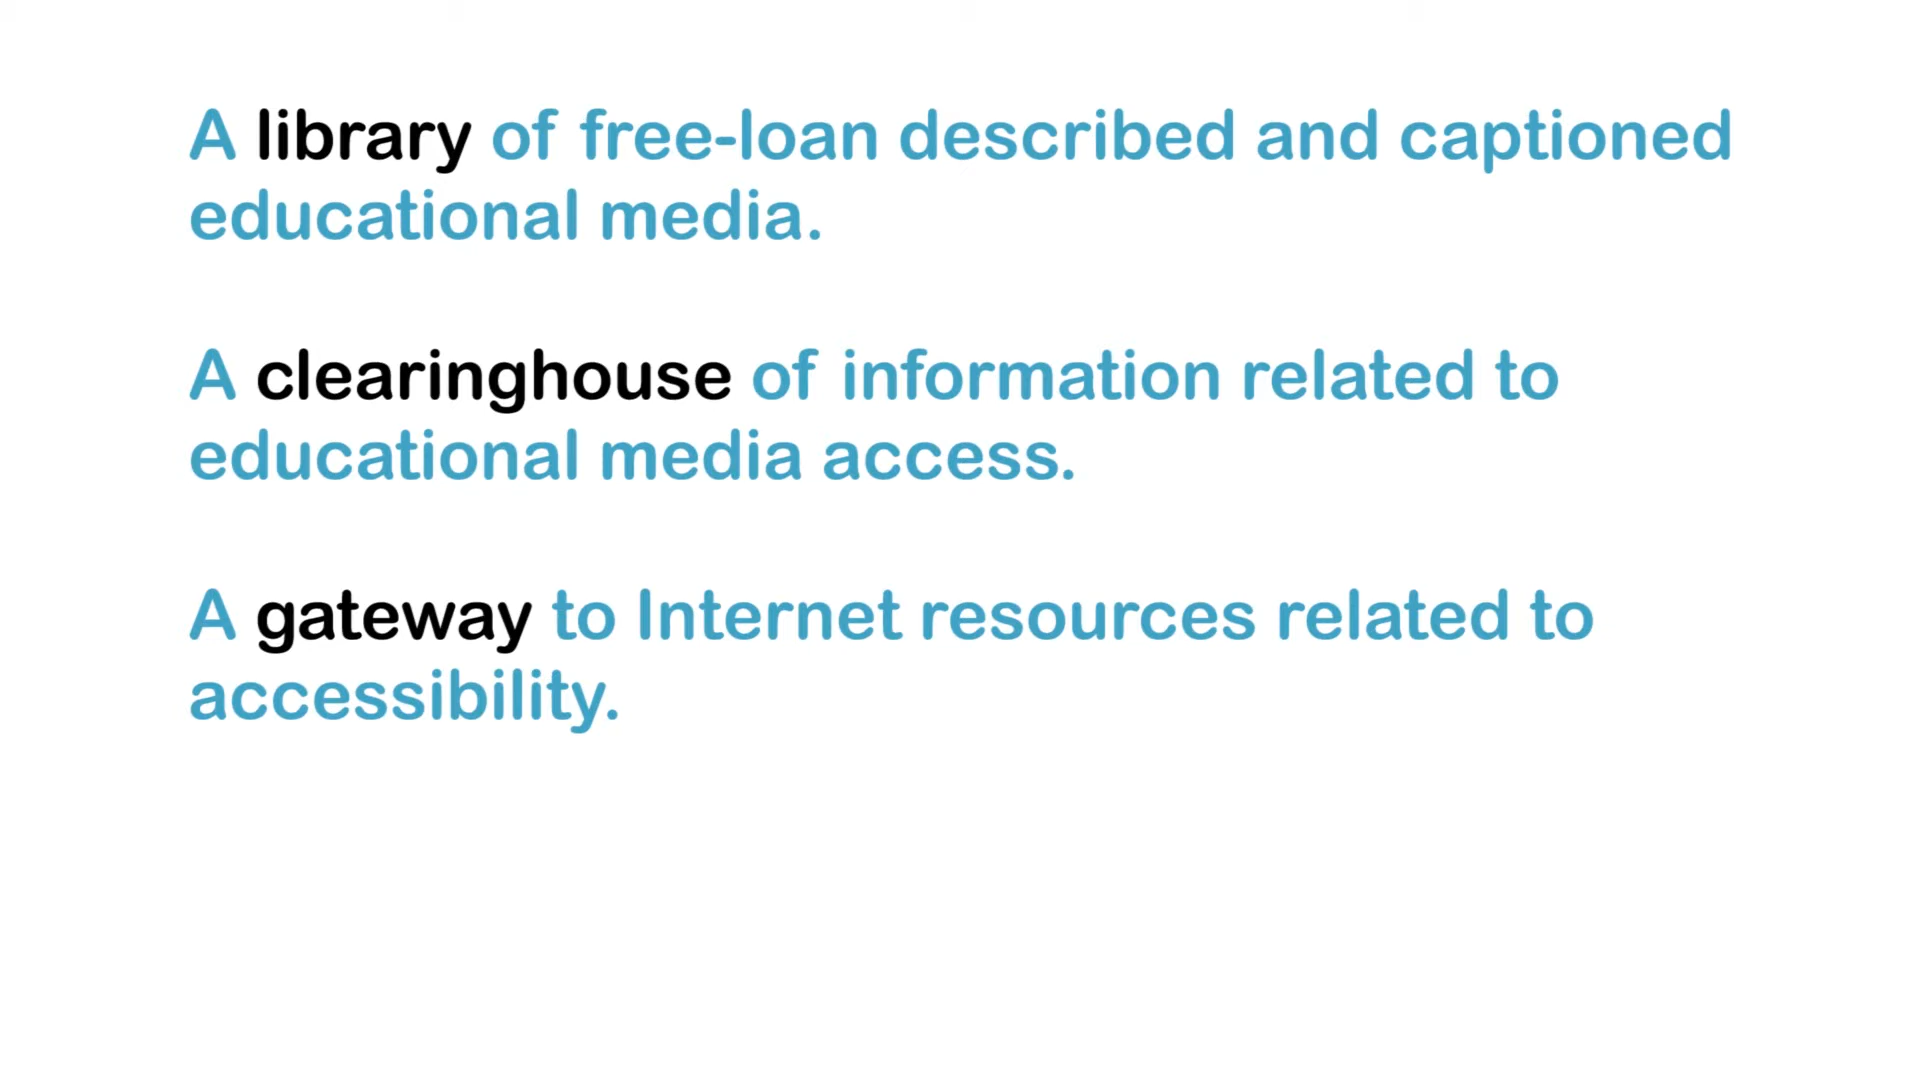 A library of free-loan described and captioned
educational media.
A clearinghouse of information related to
educational media access.
A gateway to Internet resources related to
accessibility.